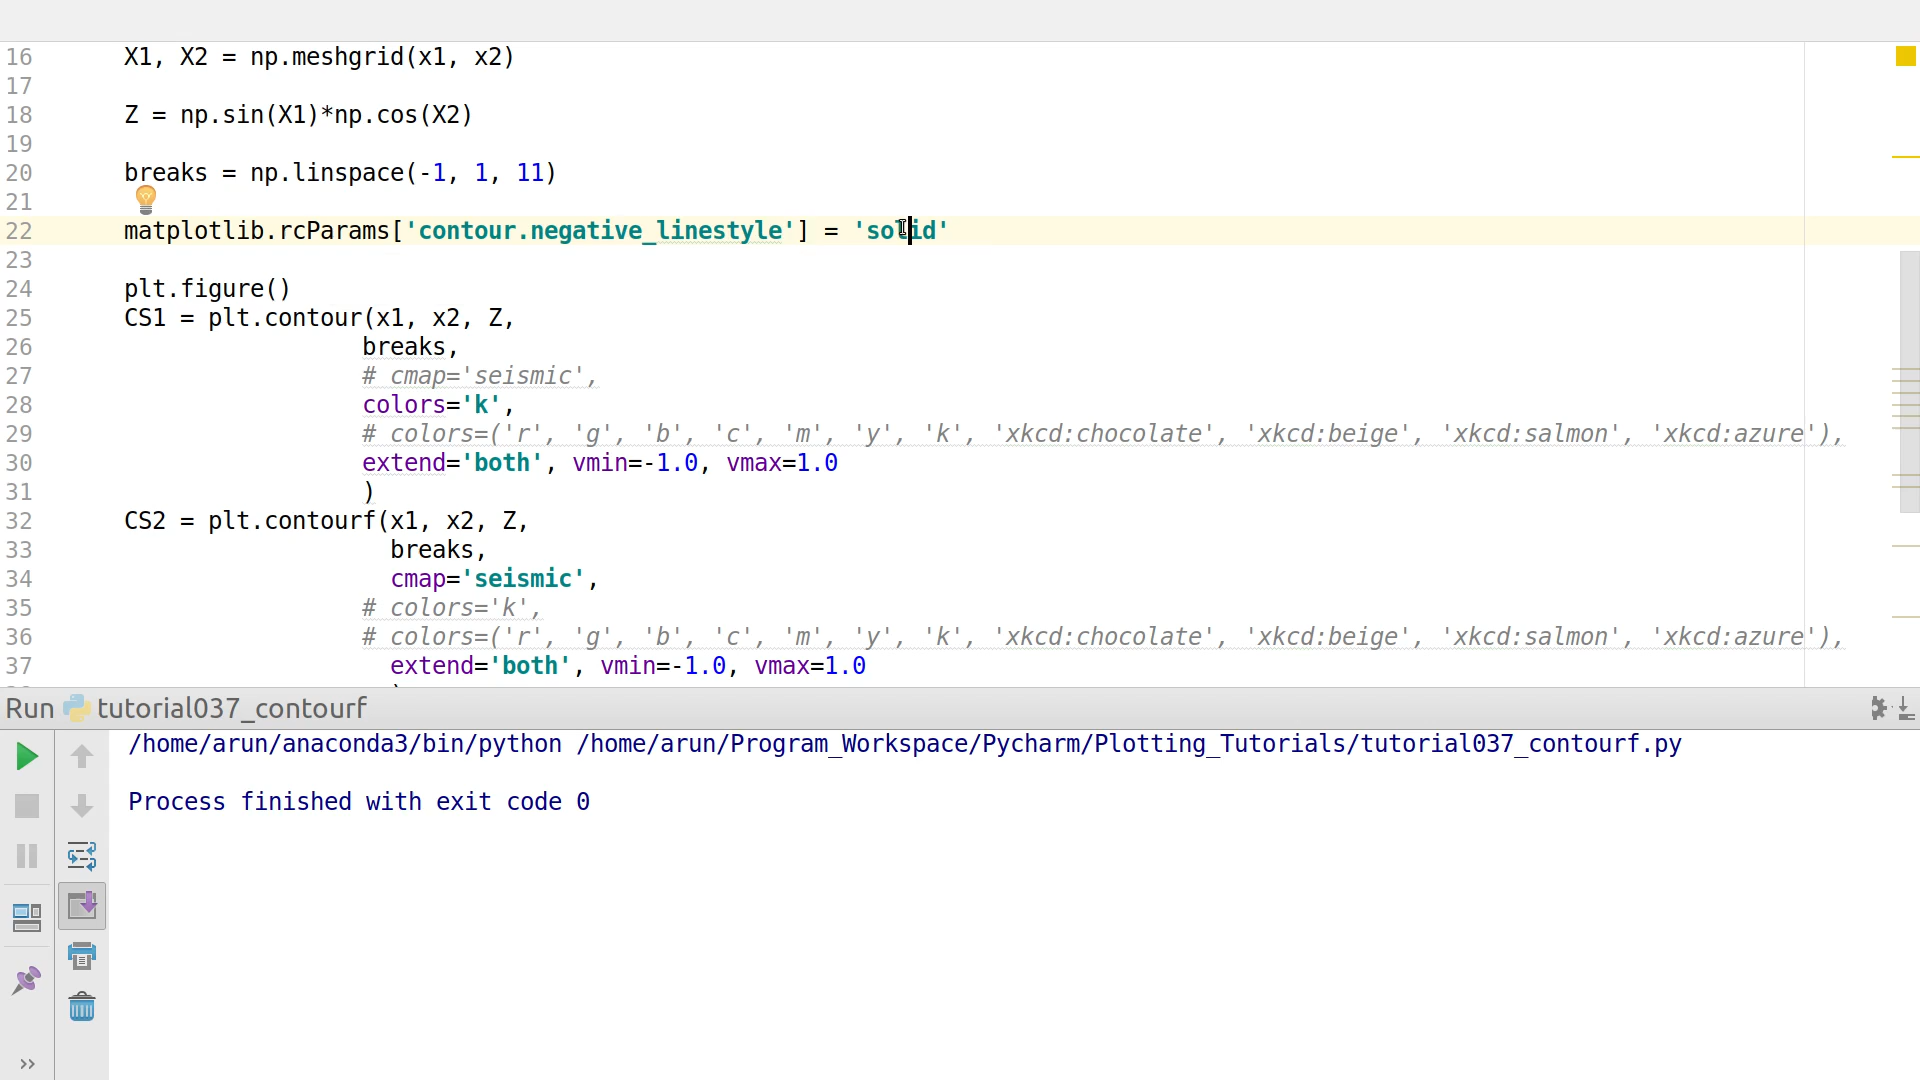 16 X1, X2 = np.meshgrid(x1, x2)
17
18 Z = np.sin(X1)*np.cos(X2)
19
20 breaks = np.linspace(-1, 1, 11)
21
22 matplotlib.rcParams['contour.negative_linestyle'] = 'solid'
23
24 plt.figure()
25 CS1 = plt.contour(x1, x2, Z,
26 breaks,
27 # cmap='seismic',
28 colors='k',
29 # colors=('r', 'g', 'b', 'c', 'm', 'y', 'k', 'xkcd:chocolate', 'xkcd:beige', 'xkcd:salmon', 'xkcd:azure'),
30 extend='both', vmin=-1.0, vmax=1.0
31 )
32 CS2 = plt.contourf(x1, x2, Z,
33 breaks,
34 cmap='seismic',
35 # colors='k',
36 # colors=('r', 'g', 'b', 'c', 'm', 'y', 'k', 'xkcd:chocolate', 'xkcd:beige', 'xkcd:salmon', 'xkcd:azure'),
37 extend='both', vmin=-1.0, vmax=1.0
Run tutorial037_contourf
/home/arun/anaconda3/bin/python /home/arun/Program_Workspace/Pycharm/Plotting_Tutorials/tutorial037_contourf.py
Process finished with exit code 0